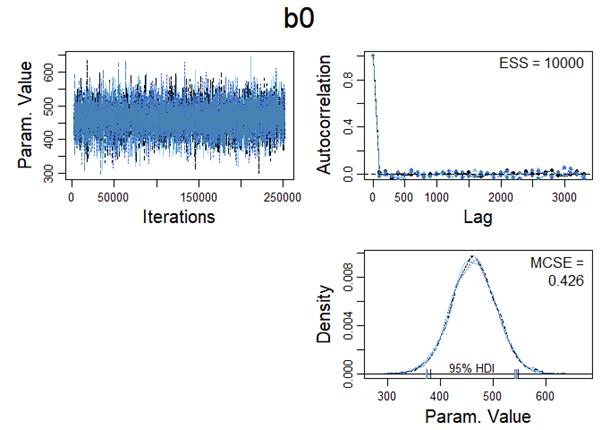 b0
Param. Value
300 400 500 600
0 50000 150000 250000
Iterations
Autocorrelation
0.0 0.4 0.8
ESS = 10000
0 500 1000 2000 3000
Lag
Density
0.000 0.004 0.008
MCSE =
0.426
95% HDI
300 400 500 600
Param. Value